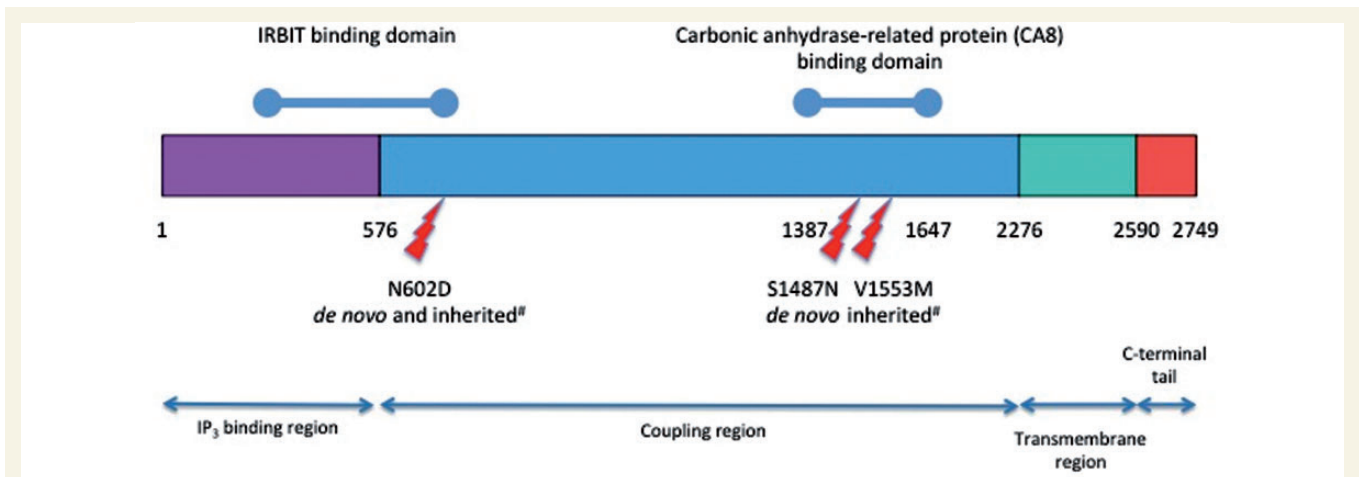 IRBIT binding domain
Carbonic anhydrase-related protein (CA8)
binding domain
1 576 1387 1647 2276 2590 2749
N602D
de novo and inherited#
S1487N V1553M
de novo inherited#
C-terminal
tail
IP₃ binding region
Coupling region
Transmembrane
region